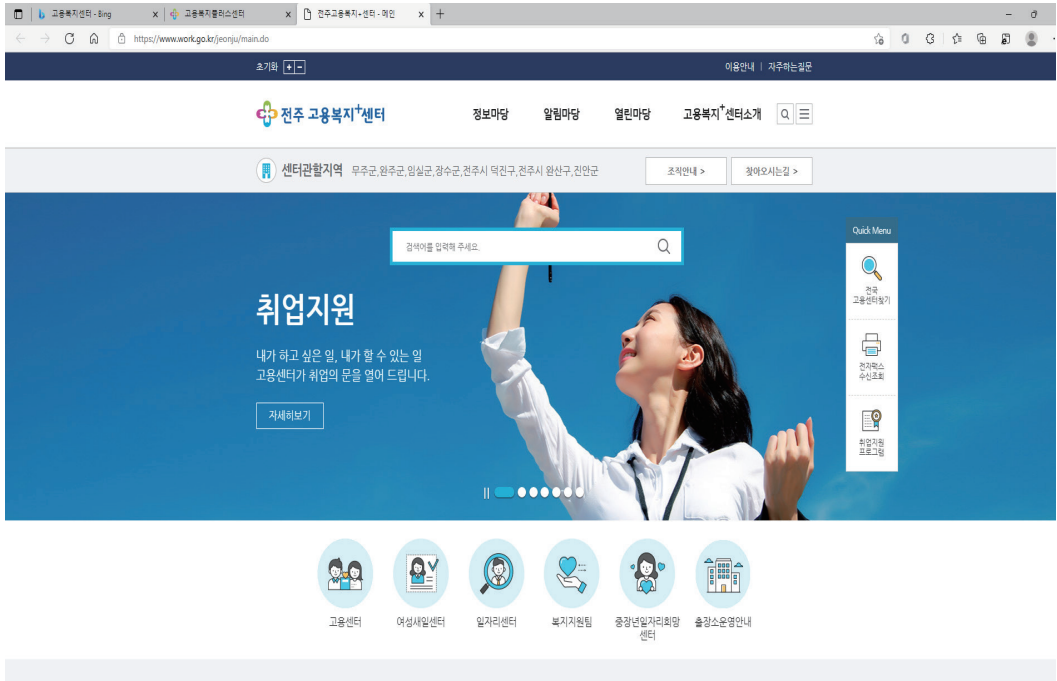 고용복지센터 - Bing
고용복지플러스센터
전주고용복지+센터 - 메인
https://www.work.go.kr/jeonju/main.do
초기화 + -
이용안내 | 자주하는질문
전주 고용복지+센터
정보마당 알림마당 열린마당 고용복지+센터소개
센터관할지역 무주군,완주군,임실군,장수군,전주시 덕진구,전주시 완산구,진안군
조직안내 >
찾아오시는길 >
검색어를 입력해 주세요.
취업지원
내가 하고 싶은 일, 내가 할 수 있는 일
고용센터가 취업의 문을 열어 드립니다.
자세히보기
Quick Menu
전국
고용센터찾기
전자팩스
수신조회
취업지원
프로그램
고용센터
여성새일센터
일자리센터
복지지원팀
중장년일자리희망
센터
출장소운영안내